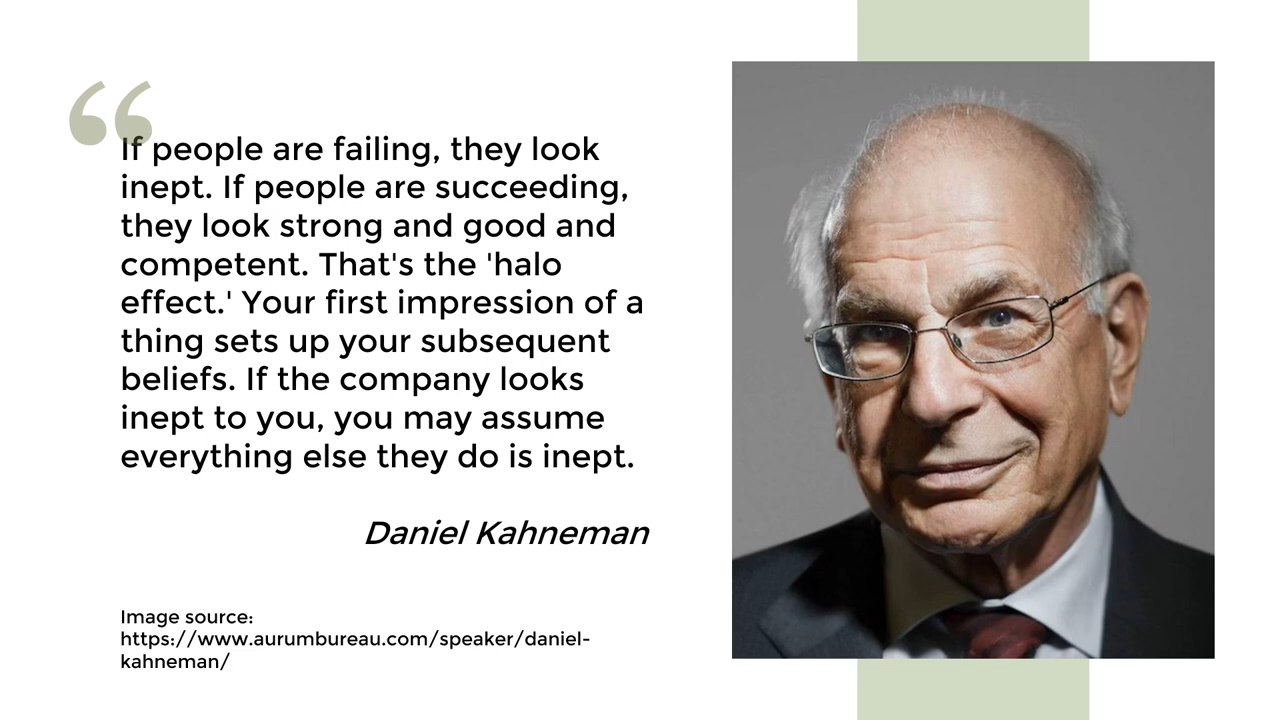 “
If people are failing, they look
inept. If people are succeeding,
they look strong and good and
competent. That's the 'halo
effect.' Your first impression of a
thing sets up your subsequent
beliefs. If the company looks
inept to you, you may assume
everything else they do is inept.
Daniel Kahneman
Image source:
https://www.aurumbureau.com/speaker/daniel-
kahneman/